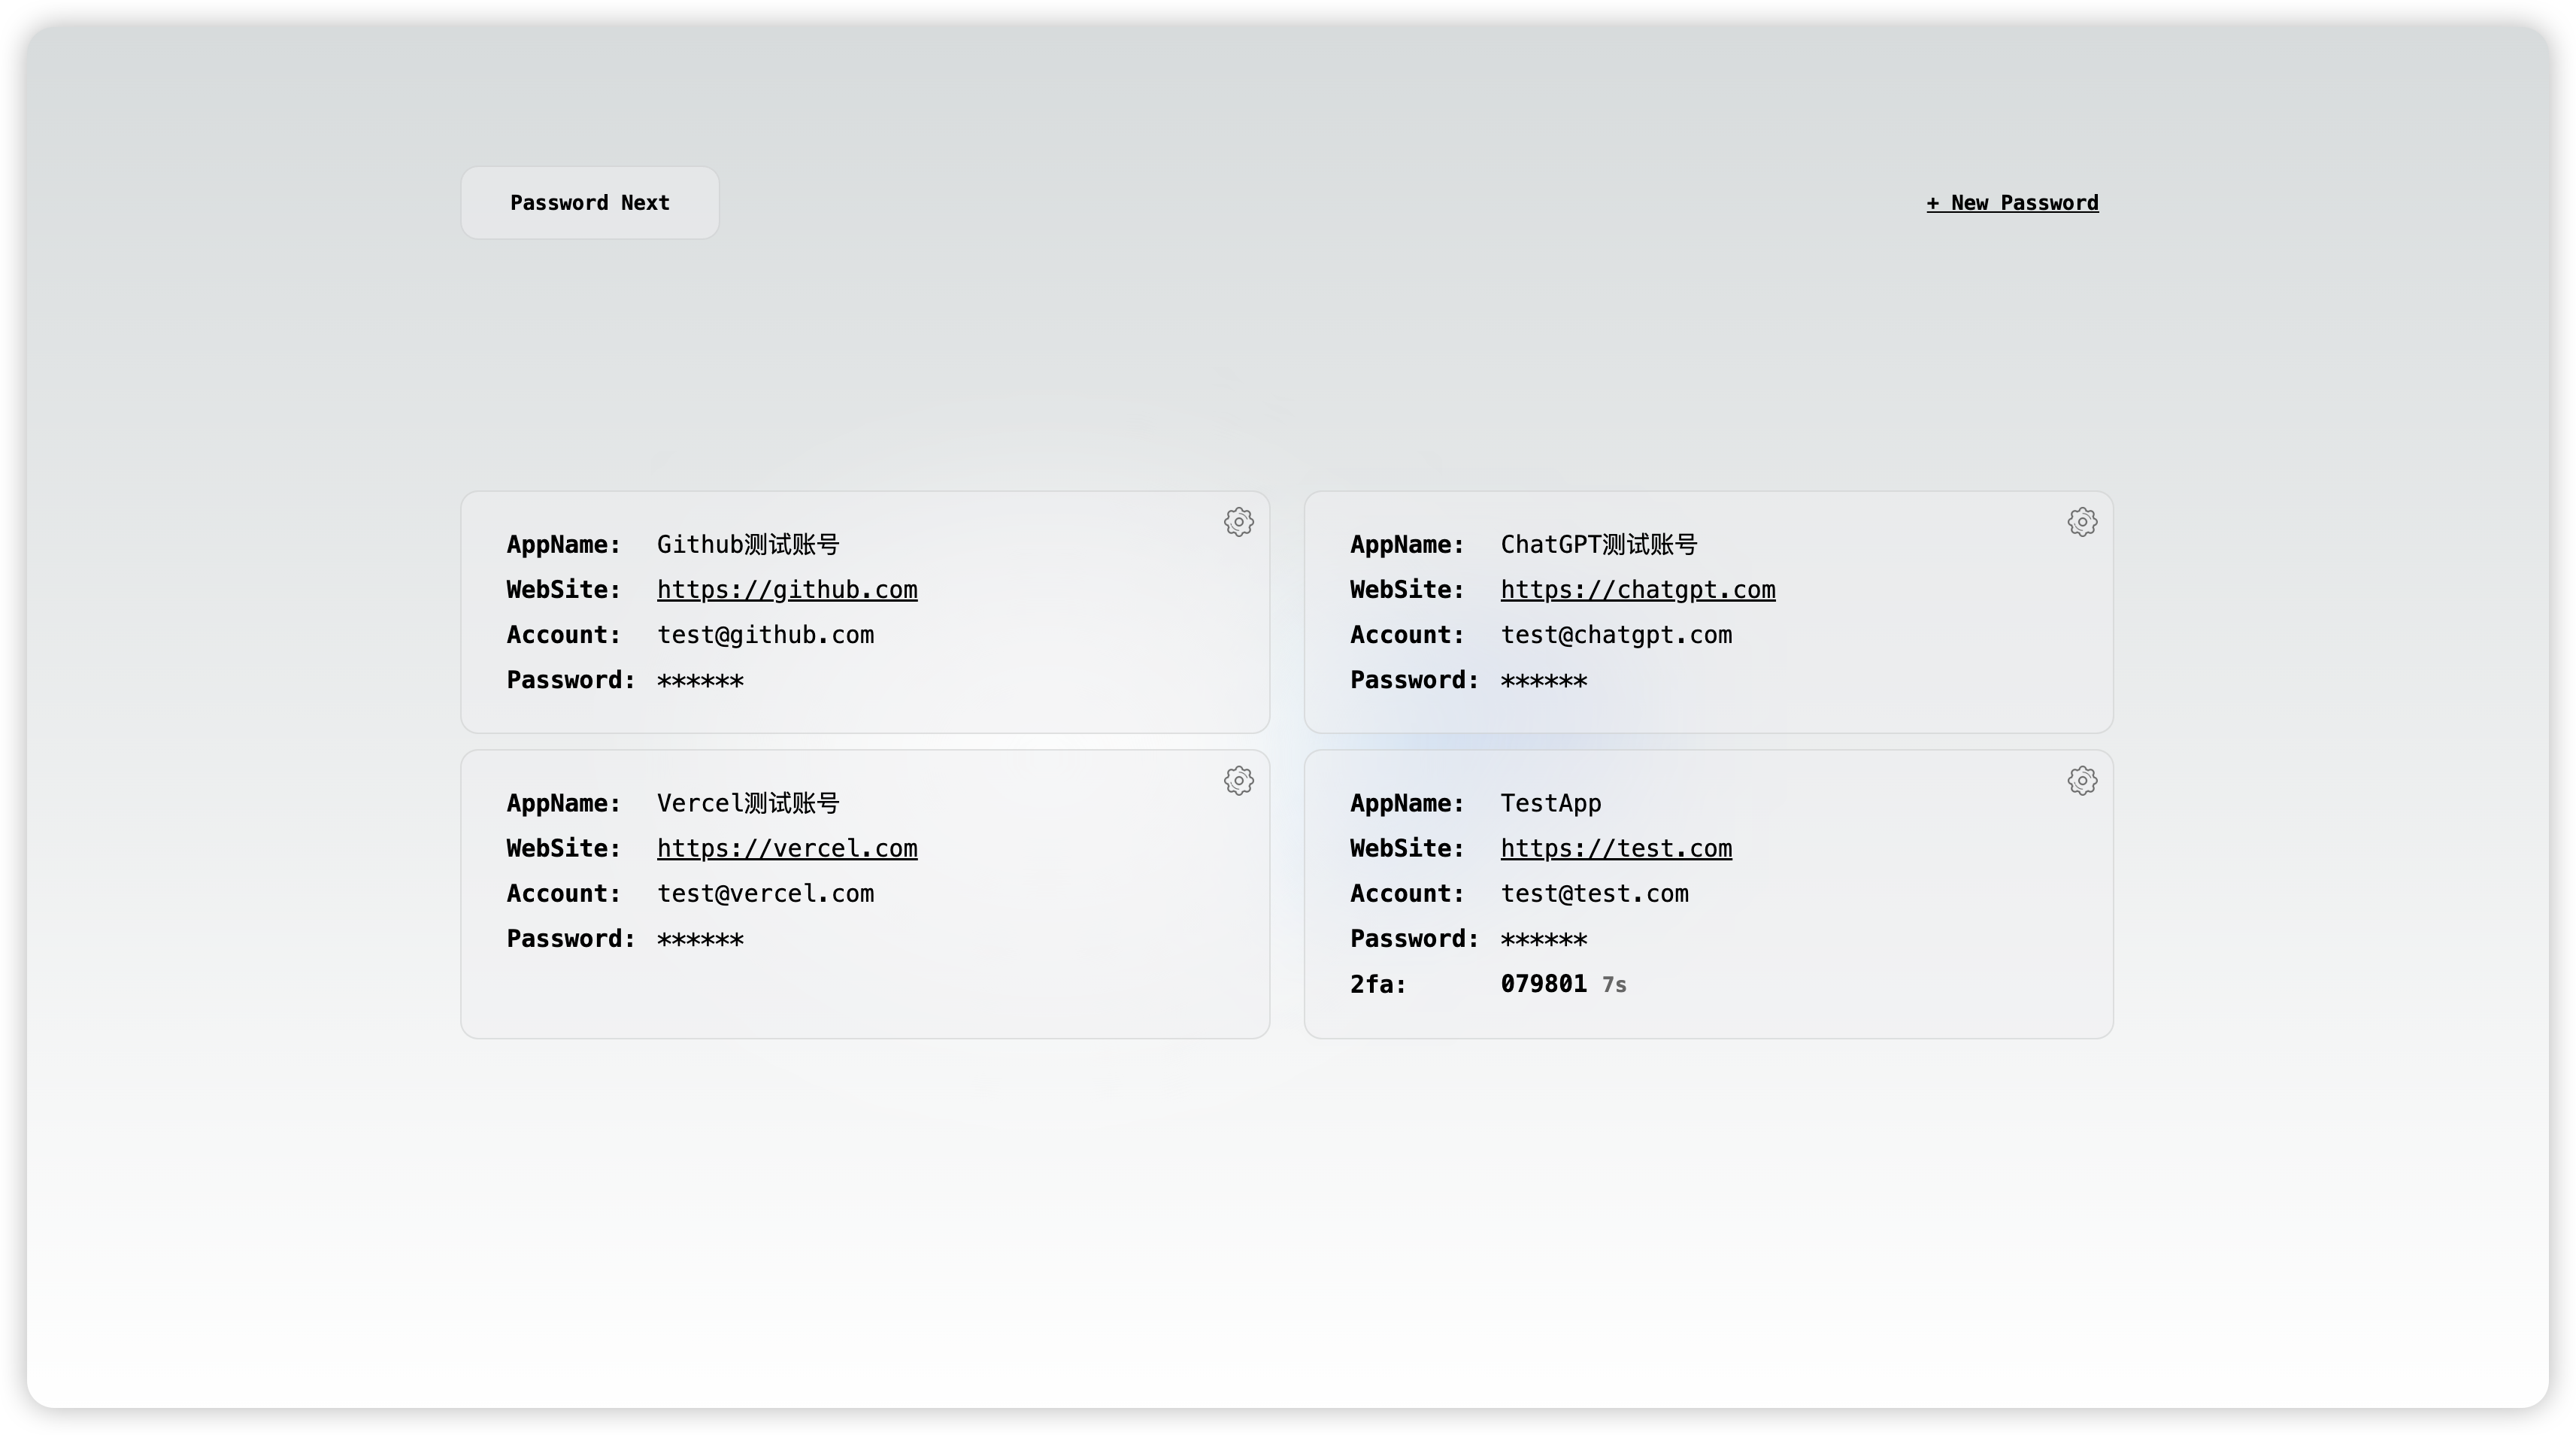 Password Next
+ New Password
AppName: Github测试账号
WebSite: https://github.com
Account: test@github.com
Password: ******
AppName: ChatGPT测试账号
WebSite: https://chatgpt.com
Account: test@chatgpt.com
Password: ******
AppName: Vercel测试账号
WebSite: https://vercel.com
Account: test@vercel.com
Password: ******
AppName: TestApp
WebSite: https://test.com
Account: test@test.com
Password: ******
2fa: 079801 7s